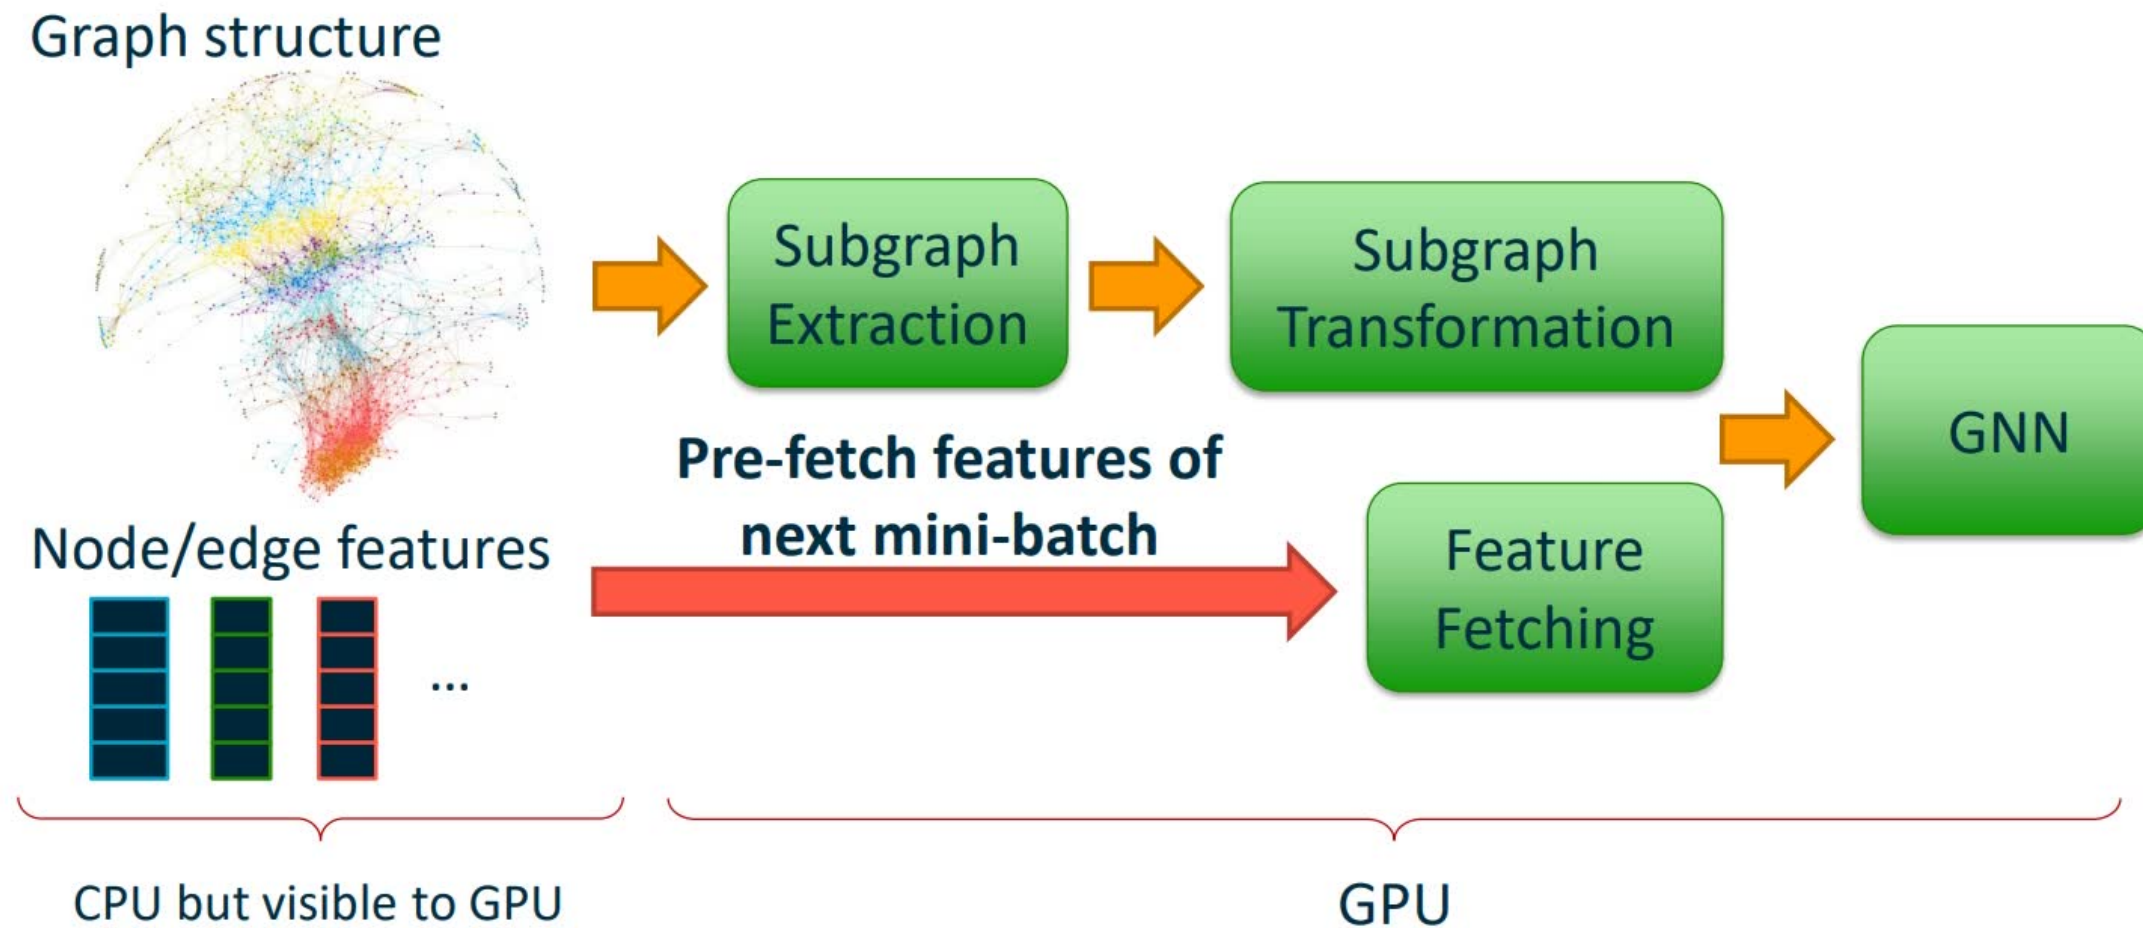 Graph structure
Subgraph
Extraction
Subgraph
Transformation
GNN
Pre-fetch features of
next mini-batch
Feature
Fetching
Node/edge features
...
CPU but visible to GPU
GPU